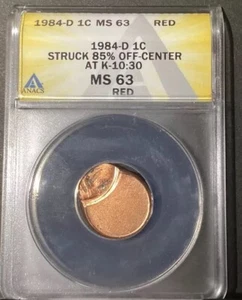 1984-D 1C MS 63 RED
1984-D 1C
STRUCK 85% OFF-CENTER
AT K-10:30
MS 63
RED
ANACS